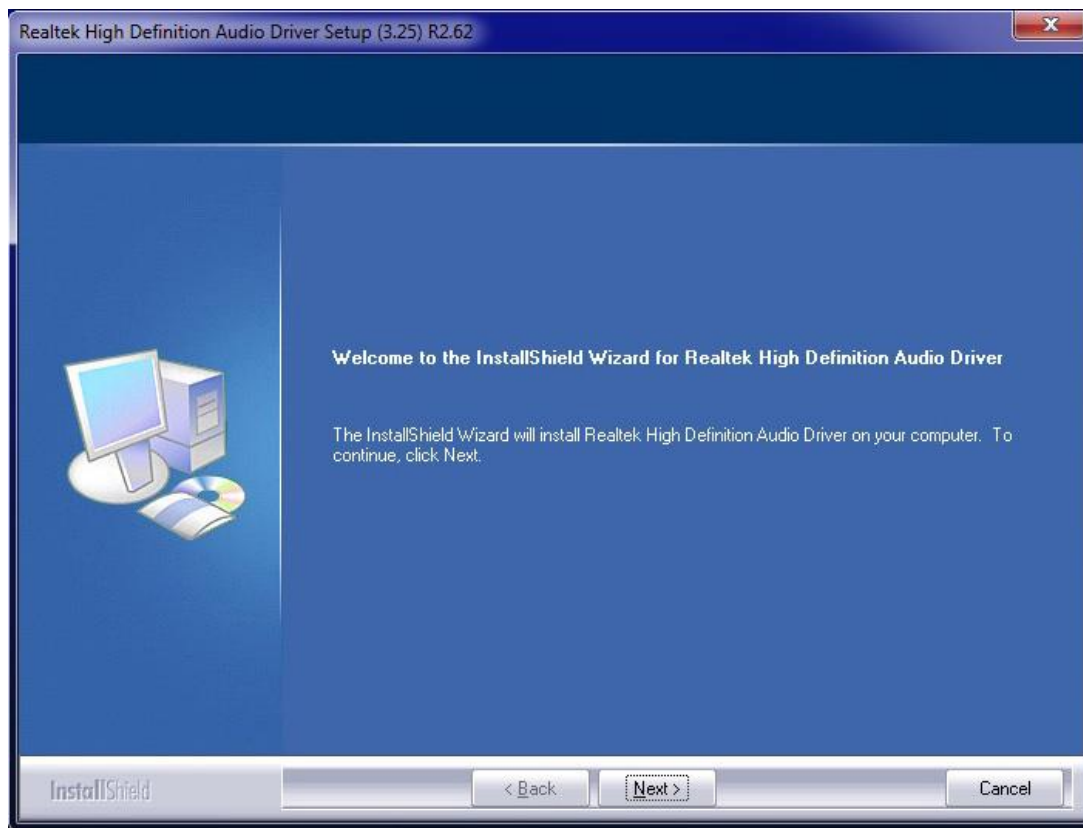 Realtek High Definition Audio Driver Setup (3.25) R2.62
Welcome to the InstallShield Wizard for Realtek High Definition Audio Driver
The InstallShield Wizard will install Realtek High Definition Audio Driver on your computer.  To
continue, click Next.
InstallShield
< Back
Next >
Cancel